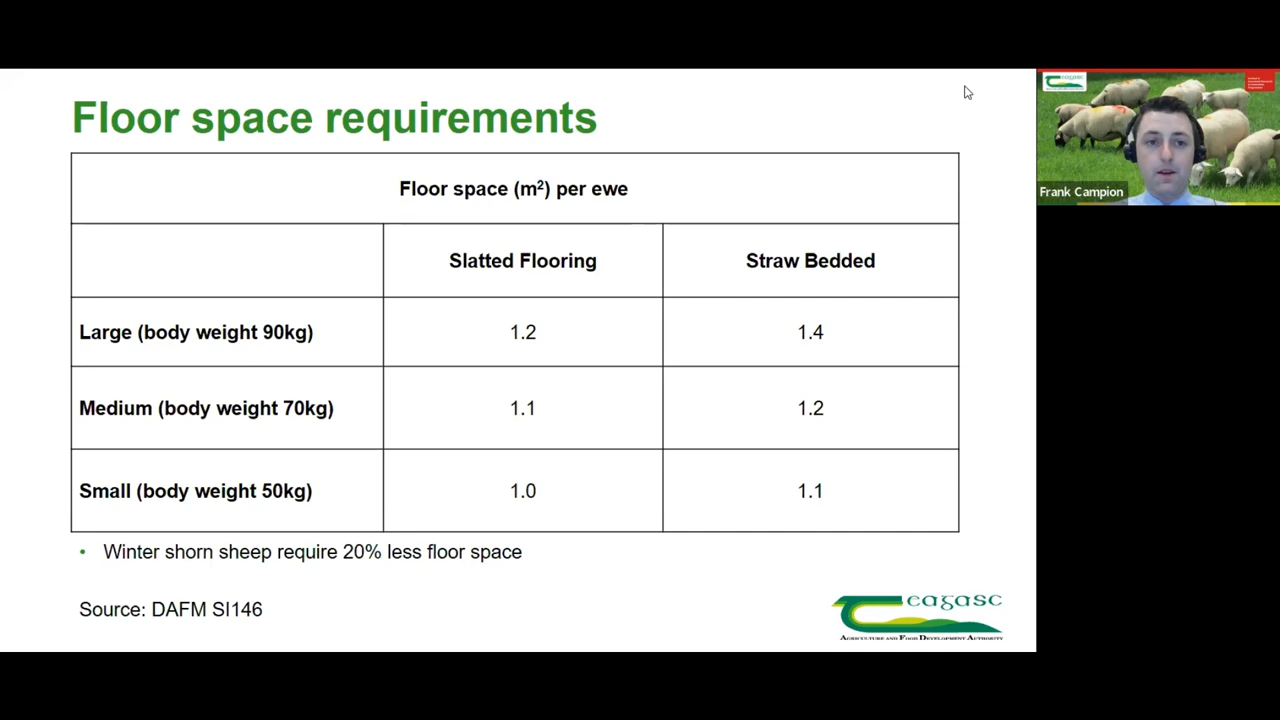 Floor space requirements
Floor space (m²) per ewe
Slatted Flooring Straw Bedded
Large (body weight 90kg) 1.2 1.4
Medium (body weight 70kg) 1.1 1.2
Small (body weight 50kg) 1.0 1.1
• Winter shorn sheep require 20% less floor space
Source: DAFM SI146
eagasc
AGRICULTURE AND FOOD DEVELOPMENT AUTHORITY
eagasc
Frank Campion